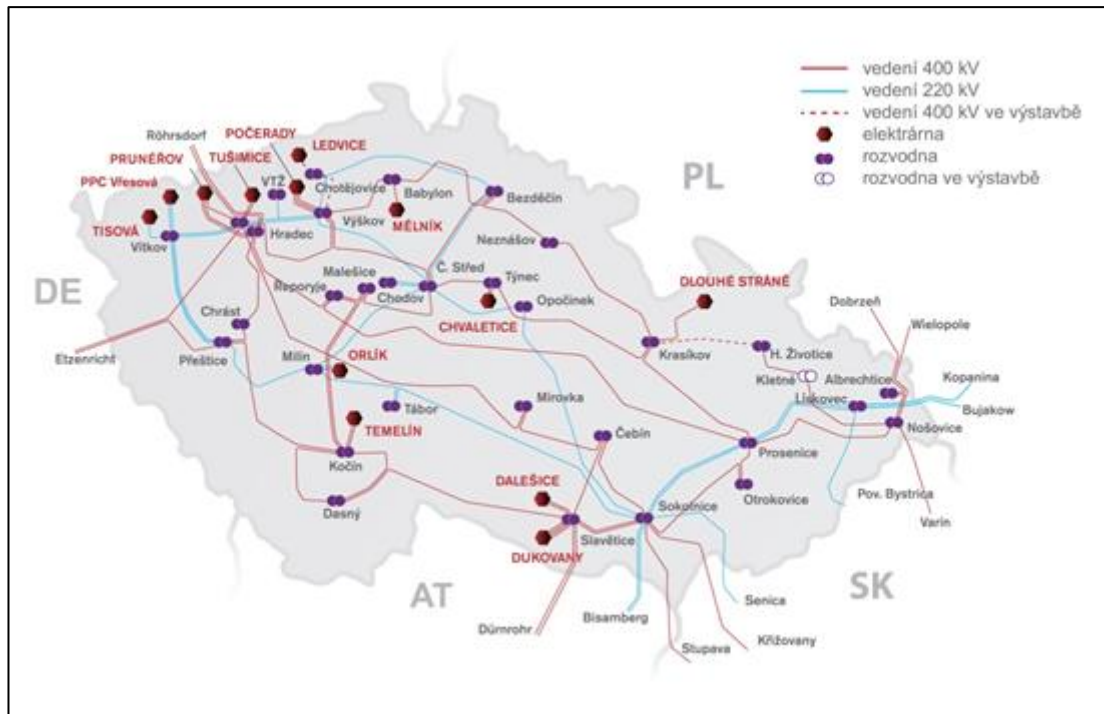 vedení 400 kV
vedení 220 kV
vedení 400 kV ve výstavbě
elektrárna
rozvodna
rozvodna ve výstavbě
PL
DE
AT
SK
Röhrsdorf
POČERADY
LEDVICE
PRUNÉŘOV
TUŠIMICE
PPC Vřesová
VTŽ
Chotějovice
Babylon
Bezděčín
TISOVÁ
Výškov
MĚLNÍK
Vítkov
Hradec
Neznášov
Malešice
Č. Střed
Týnec
Řeporyje
Chodov
Opočínek
DLOUHÉ STRÁNĚ
Dobrzeń
CHVALETICE
Wielopole
Chrást
Etzenricht
Přeštice
Milín
ORLÍK
Krasíkov
H. Životice
Kletné
Albrechtice
Kopanina
Lískovec
Bujakow
Mírovka
Tábor
TEMELÍN
Čebín
Nošovice
Prosenice
Kočín
DALEŠICE
Otrokovice
Dasný
Sokolnice
Pov. Bystrica
Varín
Slavětice
DUKOVANY
Senica
Bisamberg
Dürnrohr
Křižovany
Stupava